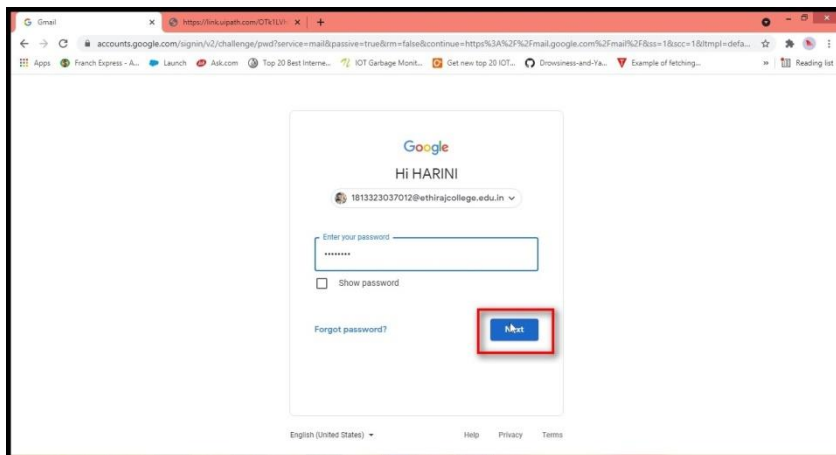 Gmail
https://link.uipath.com/OTk1LV
accounts.google.com/signin/v2/challenge/pwd?service=mail&passive=true&rm=false&continue=https%3A%2F%2Fmail.google.com%2Fmail%2F&ss=1&scc=1&ltmpl=defa...
Apps Franch Express - A... Launch Ask.com Top 20 Best Interne... IOT Garbage Monit... Get new top 20 IOT... Drowsiness-and-Ya... Example of fetching... » Reading list
Google
Hi HARINI
1813323037012@ethirajcollege.edu.in
Enter your password
••••••••
Show password
Forgot password? Next
English (United States) Help Privacy Terms